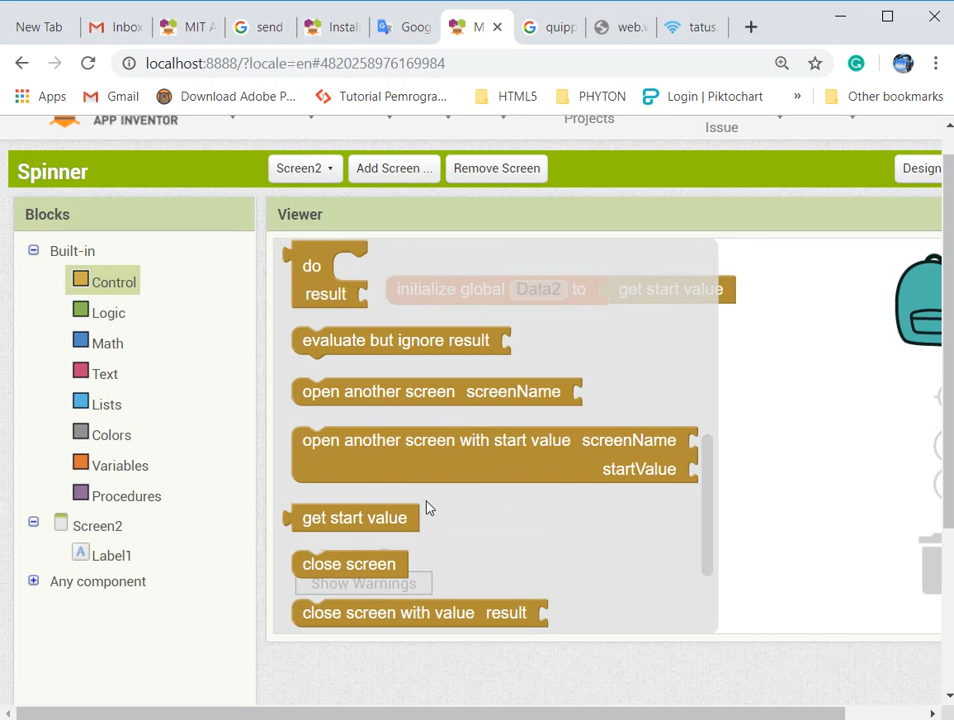 New Tab
Inbox
MIT A
send
Install
Goog
M
quipp
web.
tatus.
localhost:8888/?locale=en#4820258976169984
Apps
Gmail
Download Adobe P...
Tutorial Pemrogra...
HTML5
PHYTON
Login | Piktochart
»
Other bookmarks
APP INVENTOR
Projects
Issue
Spinner
Screen2
Add Screen ...
Remove Screen
Design
Blocks
Viewer
Built-in
Control
Logic
Math
Text
Lists
Colors
Variables
Procedures
Screen2
A Label1
Any component
do
result
initialize global Data2 to get start value
evaluate but ignore result
open another screen screenName
open another screen with start value screenName
startValue
get start value
close screen
Show Warnings
close screen with value result